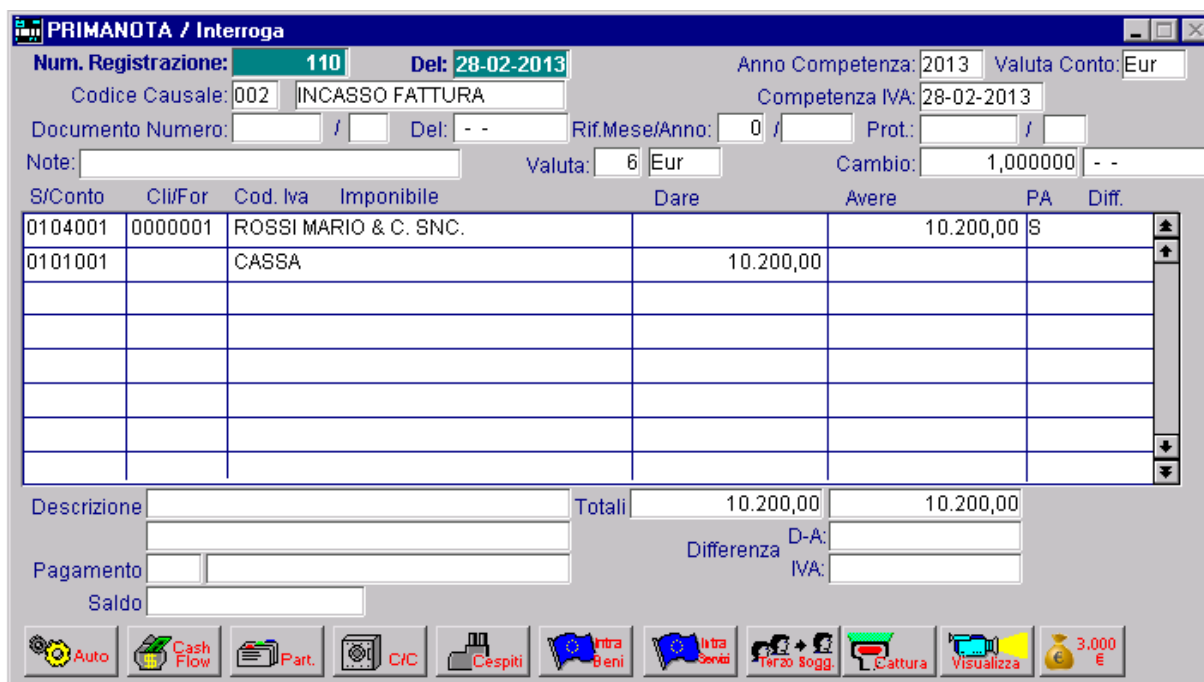 PRIMANOTA / Interroga
Num. Registrazione: 110 Del: 28-02-2013 Anno Competenza: 2013 Valuta Conto: Eur
Codice Causale: 002 INCASSO FATTURA Competenza IVA: 28-02-2013
Documento Numero: / Del: - - Rif.Mese/Anno: 0 / Prot.: /
Note: Valuta: 6 Eur Cambio: 1,000000 - -
S/Conto Cli/For Cod. Iva Imponibile Dare Avere PA Diff.
0104001 0000001 ROSSI MARIO & C. SNC. 10.200,00 S
0101001 CASSA 10.200,00
Descrizione Totali 10.200,00 10.200,00
Differenza D-A:
Pagamento IVA:
Saldo
Auto Cash Flow Part. C/C Cespiti Intra Beni Intra Servizi Terzo Sogg. Cattura Visualizza 3.000 €